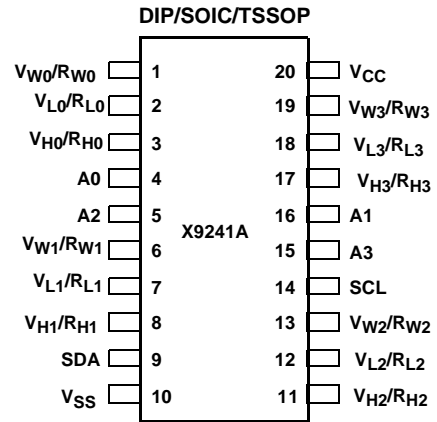 DIP/SOIC/TSSOP
VW0/RW0 1 20 VCC
VL0/RL0 2 19 VW3/RW3
VH0/RH0 3 18 VL3/RL3
A0 4 17 VH3/RH3
A2 5 16 A1
X9241A
VW1/RW1 6 15 A3
VL1/RL1 7 14 SCL
VH1/RH1 8 13 VW2/RW2
SDA 9 12 VL2/RL2
VSS 10 11 VH2/RH2